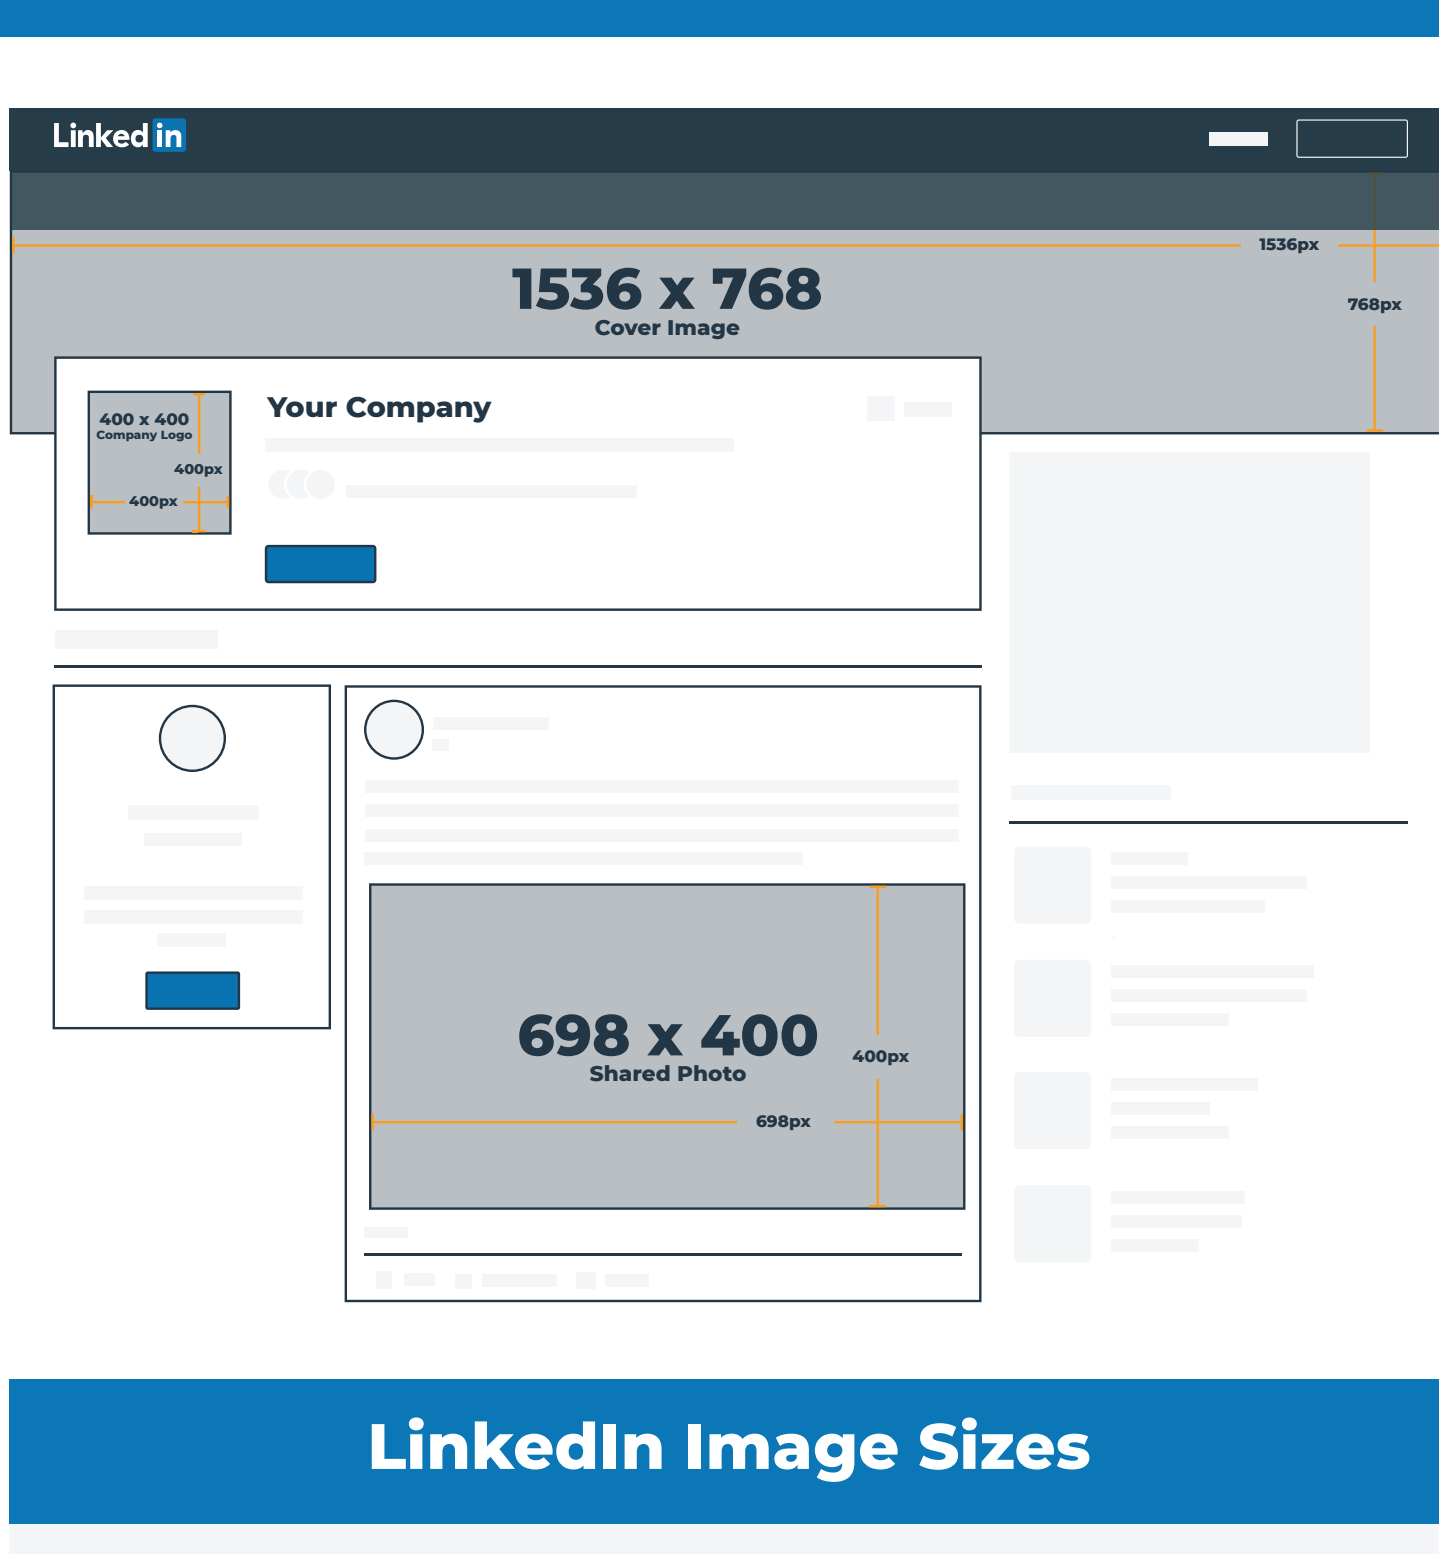 Linked in
1536px
1536 x 768
768px
Cover Image
Your Company
400 x 400
Company Logo
400px
400px
698 x 400
400px
Shared Photo
698px
LinkedIn Image Sizes